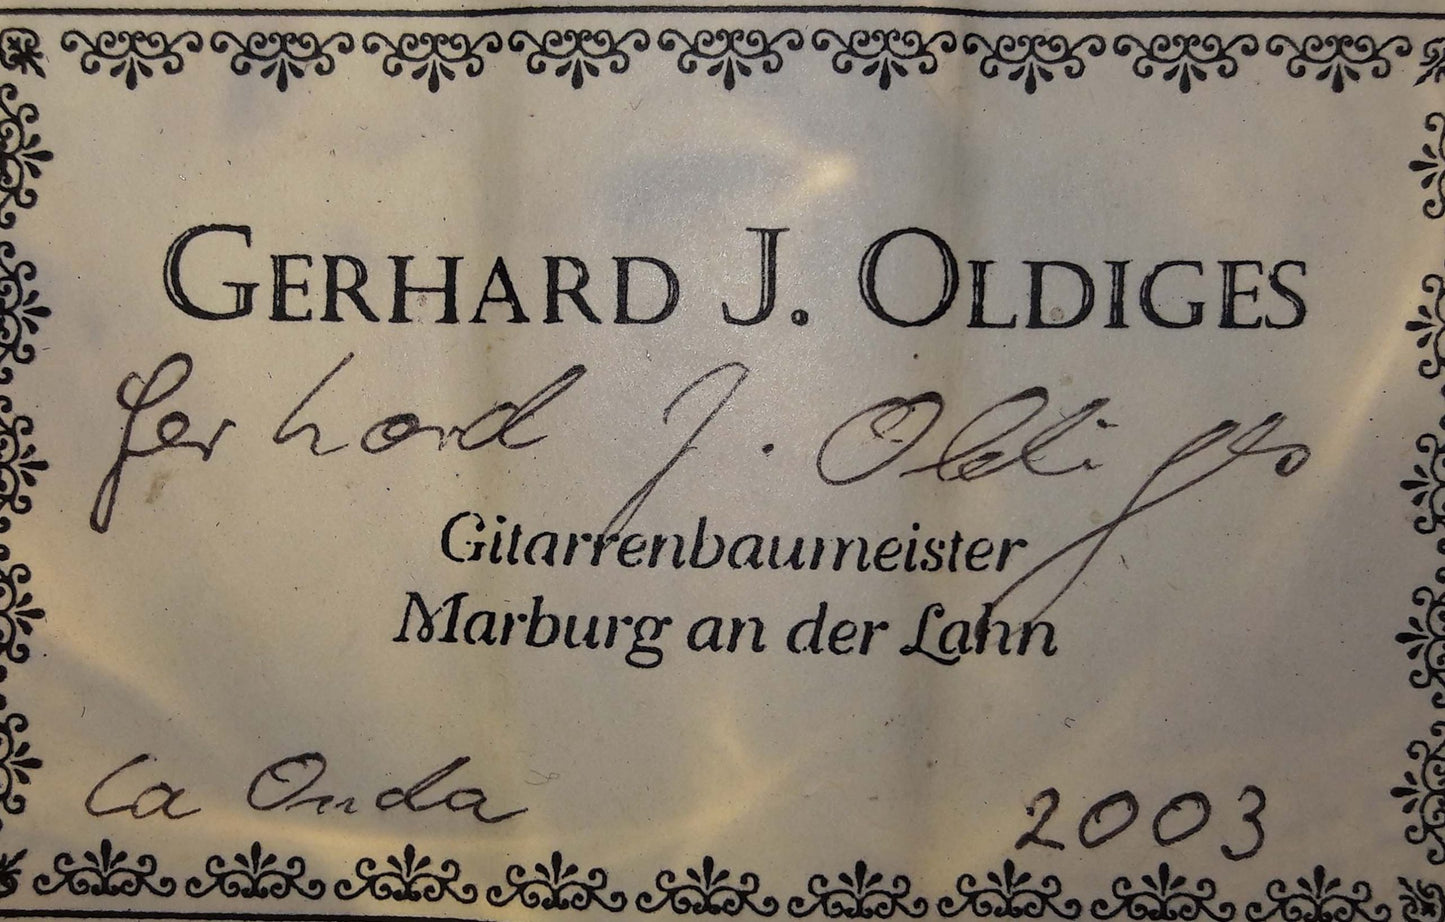 GERHARD J. OLDIGES
Gerhard J. Oldiges
Gitarrenbaumeister
Marburg an der Lahn
La Onda 2003